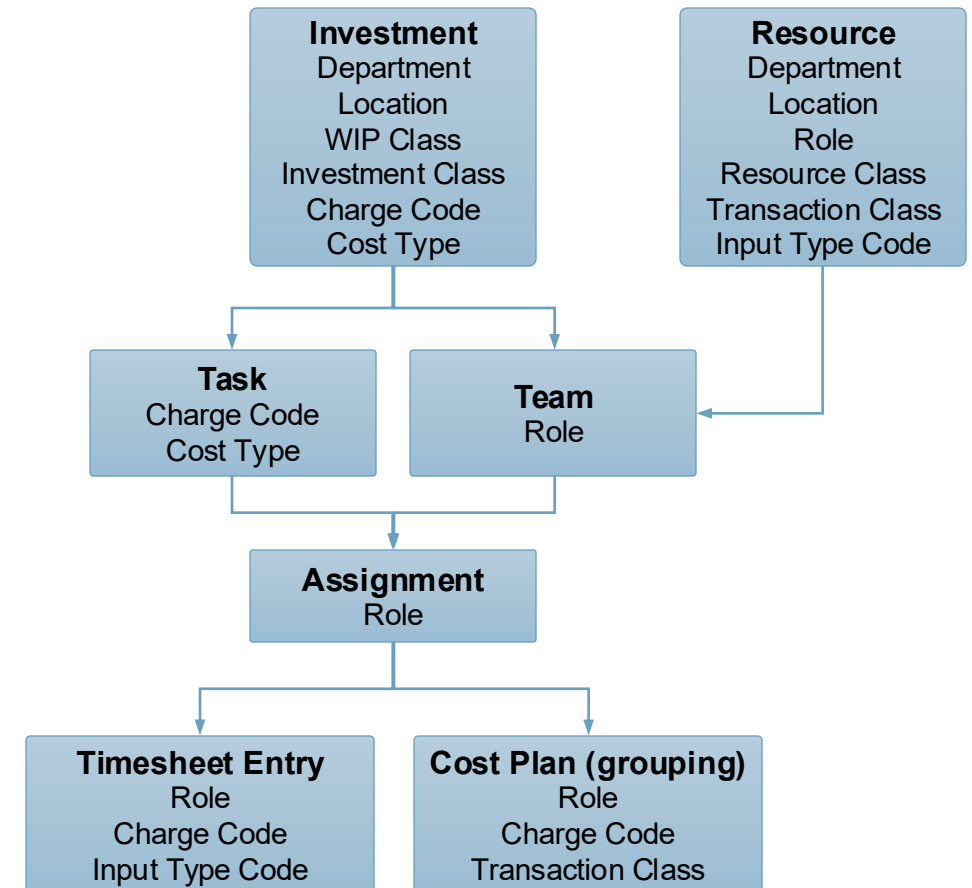 Investment
Department
Location
WIP Class
Investment Class
Charge Code
Cost Type
Resource
Department
Location
Role
Resource Class
Transaction Class
Input Type Code
Task
Charge Code
Cost Type
Team
Role
Assignment
Role
Timesheet Entry
Role
Charge Code
Input Type Code
Cost Plan (grouping)
Role
Charge Code
Transaction Class